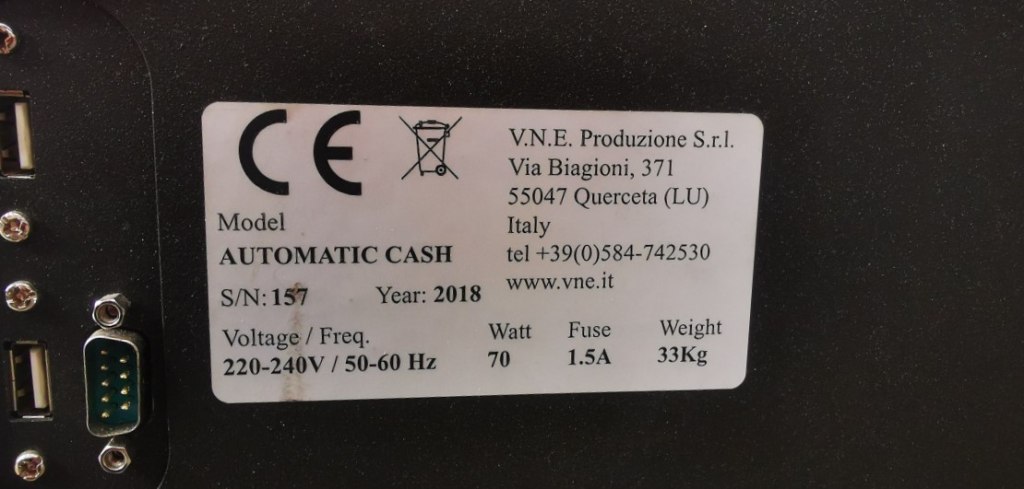 CE
V.N.E. Produzione S.r.l.
Via Biagioni, 371
55047 Querceta (LU)
Italy
tel +39(0)584-742530
www.vne.it
Model
AUTOMATIC CASH
S/N: 157 Year: 2018
Voltage / Freq. Watt Fuse Weight
220-240V / 50-60 Hz 70 1.5A 33Kg